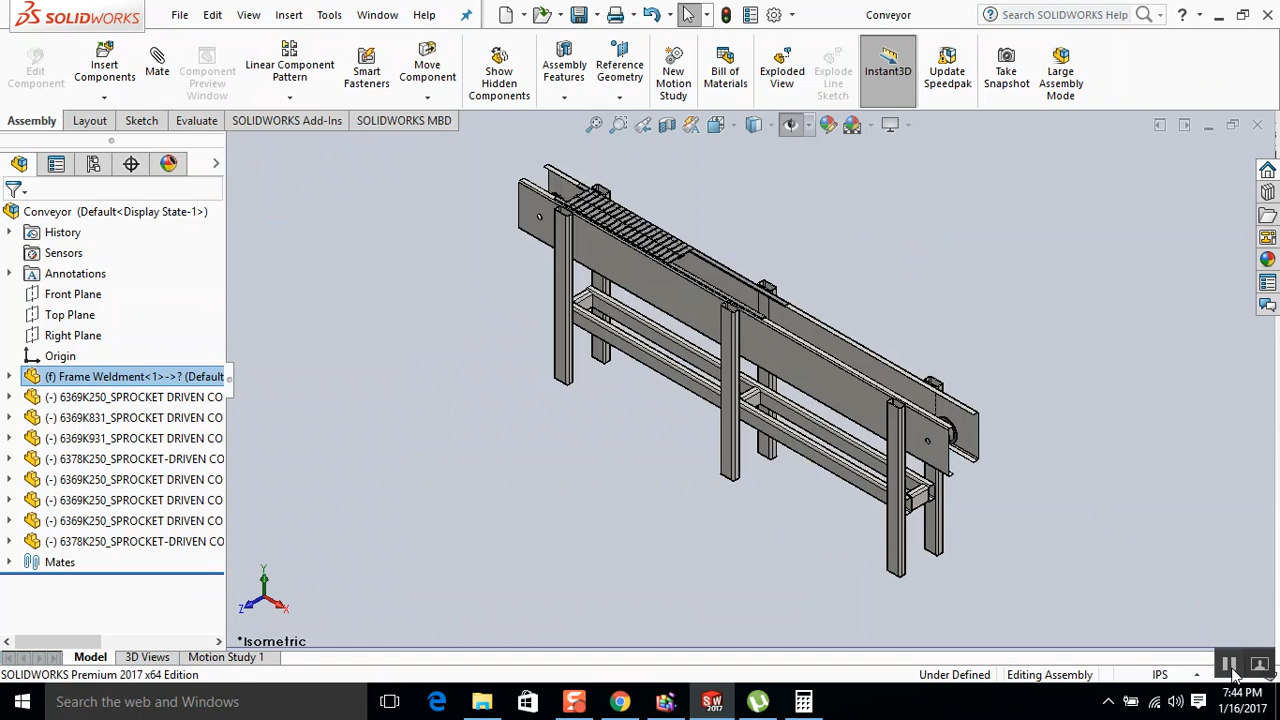 SOLIDWORKS File Edit View Insert Tools Window Help Conveyor Search SOLIDWORKS Help ?
Edit Component
Insert Components
Mate
Component Preview Window
Linear Component Pattern
Smart Fasteners
Move Component
Show Hidden Components
Assembly Features
Reference Geometry
New Motion Study
Bill of Materials
Exploded View
Explode Line Sketch
Instant3D
Update Speedpak
Take Snapshot
Large Assembly Mode
Assembly Layout Sketch Evaluate SOLIDWORKS Add-Ins SOLIDWORKS MBD
Conveyor (Default<Display State-1>)
History
Sensors
Annotations
Front Plane
Top Plane
Right Plane
Origin
(f) Frame Weldment<1>->? (Default
(-) 6369K250_SPROCKET DRIVEN CO
(-) 6369K831_SPROCKET DRIVEN CO
(-) 6369K931_SPROCKET DRIVEN CO
(-) 6378K250_SPROCKET-DRIVEN CO
(-) 6369K250_SPROCKET DRIVEN CO
(-) 6369K250_SPROCKET DRIVEN CO
(-) 6369K250_SPROCKET DRIVEN CO
(-) 6378K250_SPROCKET-DRIVEN CO
Mates
Y
Z X
*Isometric
Model 3D Views Motion Study 1
SOLIDWORKS Premium 2017 x64 Edition Under Defined Editing Assembly IPS
Search the web and Windows
SW 2017
7:44 PM
1/16/2017